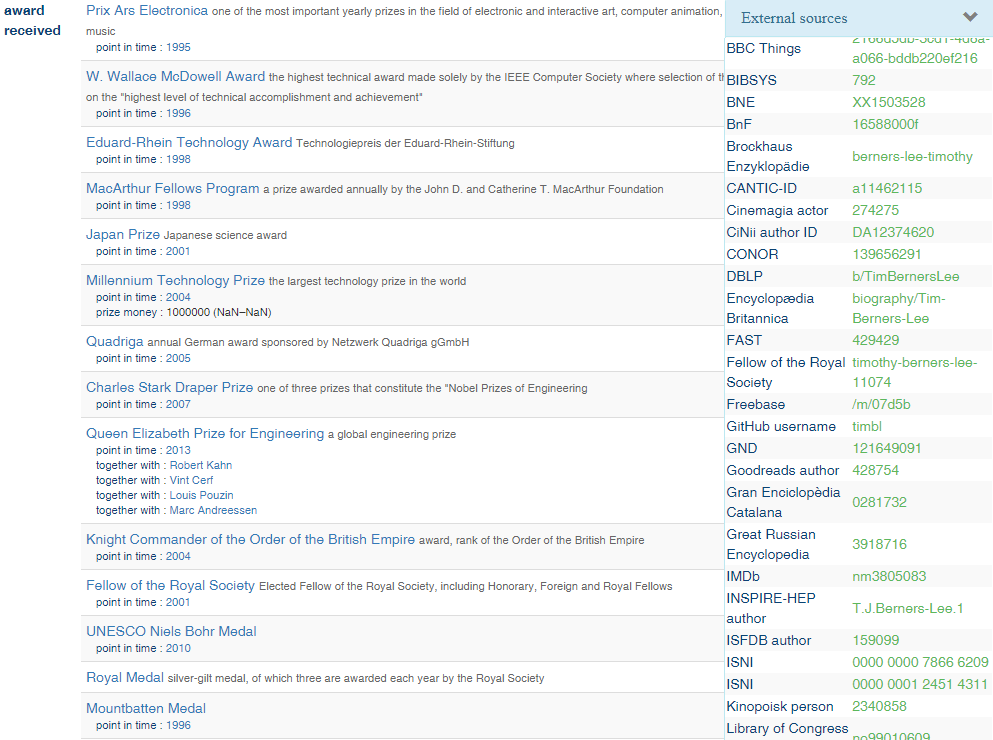 award
received
Prix Ars Electronica one of the most important yearly prizes in the field of electronic and interactive art, computer animation,
music
point in time : 1995
W. Wallace McDowell Award the highest technical award made solely by the IEEE Computer Society where selection of
on the "highest level of technical accomplishment and achievement"
point in time : 1996
Eduard-Rhein Technology Award Technologiepreis der Eduard-Rhein-Stiftung
point in time : 1998
MacArthur Fellows Program a prize awarded annually by the John D. and Catherine T. MacArthur Foundation
point in time : 1998
Japan Prize Japanese science award
point in time : 2001
Millennium Technology Prize the largest technology prize in the world
point in time : 2004
prize money : 1000000 (NaN–NaN)
Quadriga annual German award sponsored by Netzwerk Quadriga gGmbH
point in time : 2005
Charles Stark Draper Prize one of three prizes that constitute the "Nobel Prizes of Engineering
point in time : 2007
Queen Elizabeth Prize for Engineering a global engineering prize
point in time : 2013
together with : Robert Kahn
together with : Vint Cerf
together with : Louis Pouzin
together with : Marc Andreessen
Knight Commander of the Order of the British Empire award, rank of the Order of the British Empire
point in time : 2004
Fellow of the Royal Society Elected Fellow of the Royal Society, including Honorary, Foreign and Royal Fellows
point in time : 2001
UNESCO Niels Bohr Medal
point in time : 2010
Royal Medal silver-gilt medal, of which three are awarded each year by the Royal Society
Mountbatten Medal
point in time : 1996
External sources
BBC Things
a066-bddb220ef216
BIBSYS 792
BNE XX1503528
BnF 16588000f
Brockhaus
Enzyklopädie
berners-lee-timothy
CANTIC-ID a11462115
Cinemagia actor 274275
CiNii author ID DA12374620
CONOR 139656291
DBLP b/TimBernersLee
Encyclopædia biography/Tim-
Britannica Berners-Lee
FAST 429429
Fellow of the Royal timothy-berners-lee-
Society 11074
Freebase /m/07d5b
GitHub username timbl
GND 121649091
Goodreads author 428754
Gran Enciclopèdia
Catalana
0281732
Great Russian
Encyclopedia
3918716
IMDb nm3805083
INSPIRE-HEP
author
T.J.Berners-Lee.1
ISFDB author 159099
ISNI 0000 0000 7866 6209
ISNI 0000 0001 2451 4311
Kinopoisk person 2340858
Library of Congress
no99010609